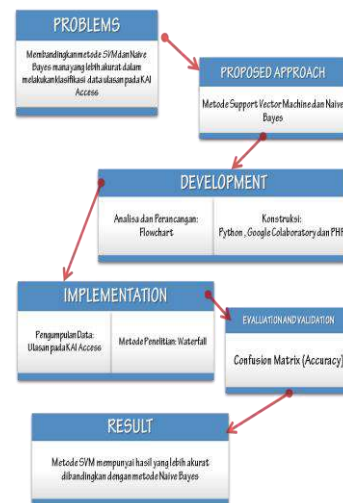 PROBLEMS
Membandingkan metode SVM dan Naive
Bayes mana yang lebih akurat dalam
melakukan klasifikasi data ulasan pada KAI
Access
PROPOSED APPROACH
Metode Support Vector Machine dan Naive
Bayes
DEVELOPMENT
Analisa dan Perancangan:
Flowchart
Konstruksi:
Python , Google Colaboratory dan PHP
IMPLEMENTATION
Pengumpulan Data:
Ulasan pada KAI Access
Metode Penelitian: Waterfall
EVALUATION AND VALIDATION
Confusion Matrix (Accuracy)
RESULT
Metode SVM mempunyai hasil yang lebih akurat
dibandingkan dengan metode Naive Bayes